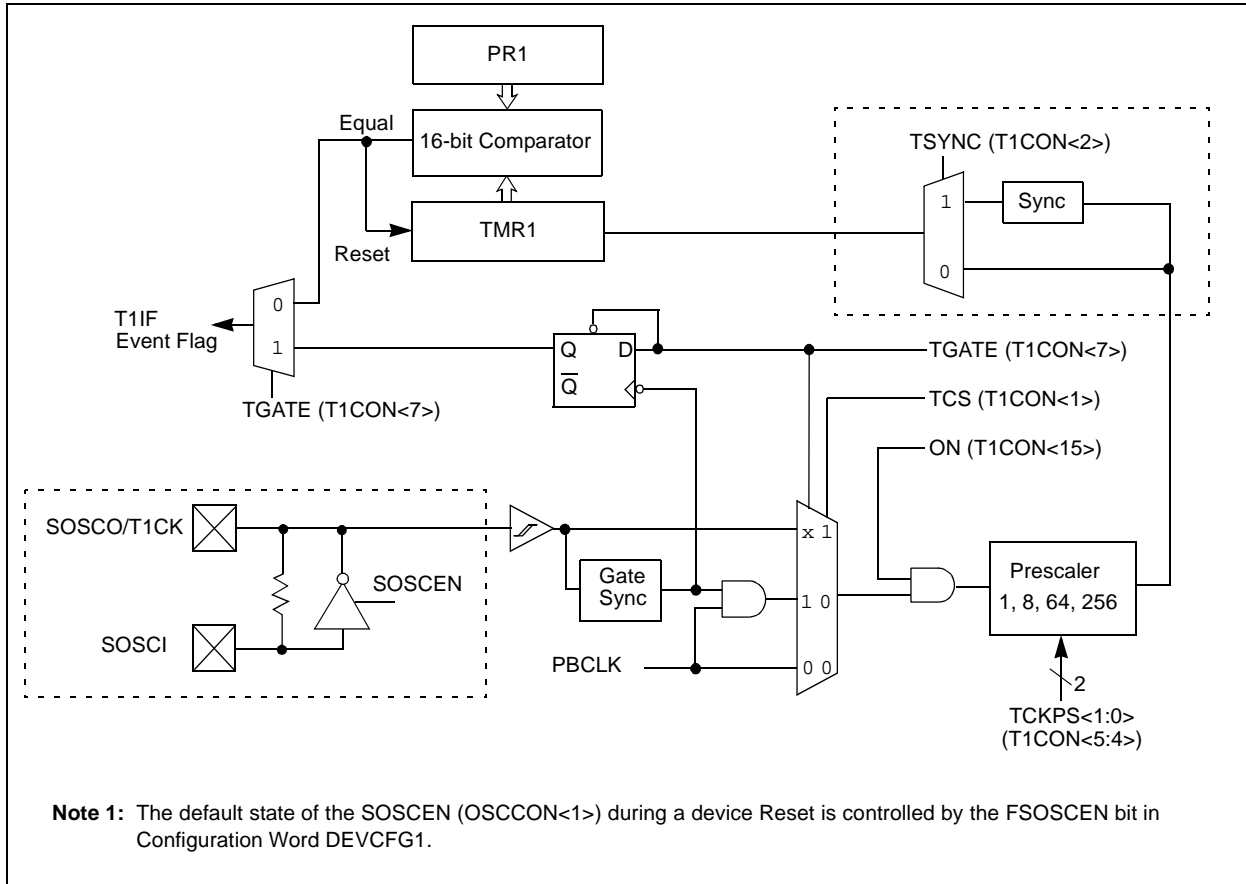 PR1
Equal
16-bit Comparator
TSYNC (T1CON<2>)
1
Sync
TMR1
Reset
0
0
T1IF
Event Flag
1
Q
D
Q
TGATE (T1CON<7>)
TGATE (T1CON<7>)
TCS (T1CON<1>)
ON (T1CON<15>)
SOSCO/T1CK
x 1
SOSCEN
Gate
Sync
1 0
Prescaler
1, 8, 64, 256
SOSCI
PBCLK
0 0
2
TCKPS<1:0>
(T1CON<5:4>)
Note 1: The default state of the SOSCEN (OSCCON<1>) during a device Reset is controlled by the FSOSCEN bit in
Configuration Word DEVCFG1.